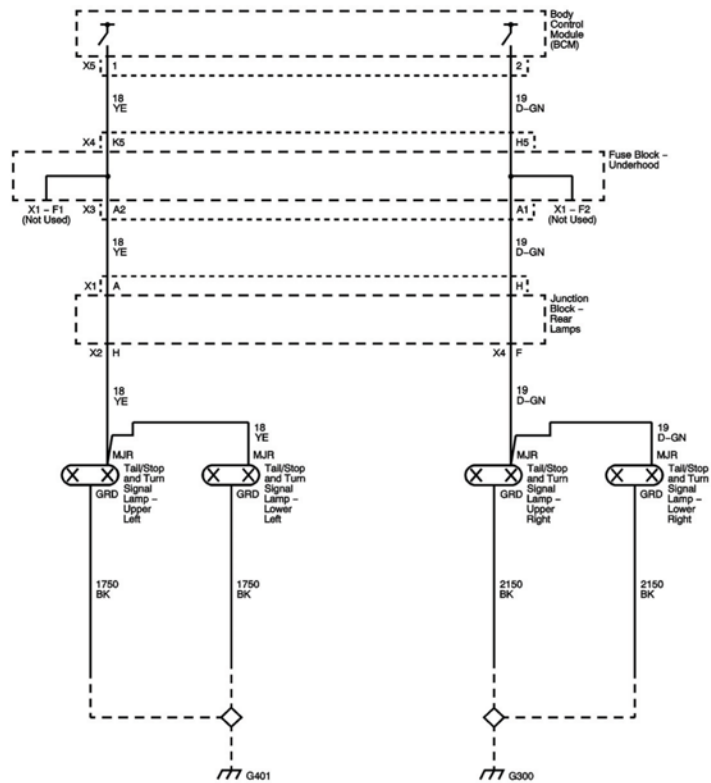 Body
Control
Module
(BCM)
X5 1 2
18
YE
19
D-GN
X4 K5 H5
Fuse Block –
Underhood
X1 – F1
(Not Used)
X3 A2 A1
X1 – F2
(Not Used)
18
YE
19
D-GN
X1 A H
Junction
Block –
Rear
Lamps
X2 H X4 F
18
YE
19
D-GN
18
YE
19
D-GN
MJR
Tail/Stop
and Turn
Signal
Lamp –
Upper
Left
GRD
MJR
Tail/Stop
and Turn
Signal
Lamp –
Lower
Left
GRD
MJR
Tail/Stop
and Turn
Signal
Lamp –
Upper
Right
GRD
MJR
Tail/Stop
and Turn
Signal
Lamp –
Lower
Right
GRD
1750
BK
1750
BK
2150
BK
2150
BK
G401
G300